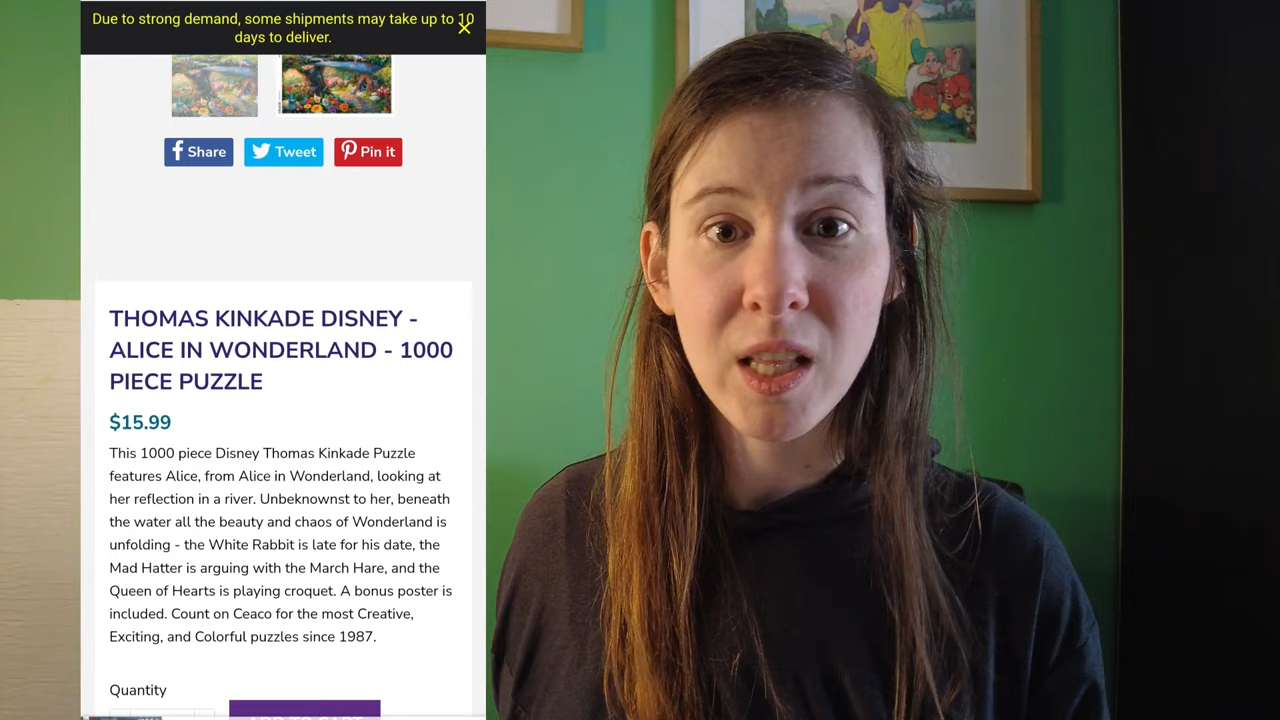 Due to strong demand, some shipments may take up to 10
days to deliver.
Share
Tweet
Pin it
THOMAS KINKADE DISNEY -
ALICE IN WONDERLAND - 1000
PIECE PUZZLE
$15.99
This 1000 piece Disney Thomas Kinkade Puzzle
features Alice, from Alice in Wonderland, looking at
her reflection in a river. Unbeknownst to her, beneath
the water all the beauty and chaos of Wonderland is
unfolding - the White Rabbit is late for his date, the
Mad Hatter is arguing with the March Hare, and the
Queen of Hearts is playing croquet. A bonus poster is
included. Count on Ceaco for the most Creative,
Exciting, and Colorful puzzles since 1987.
Quantity